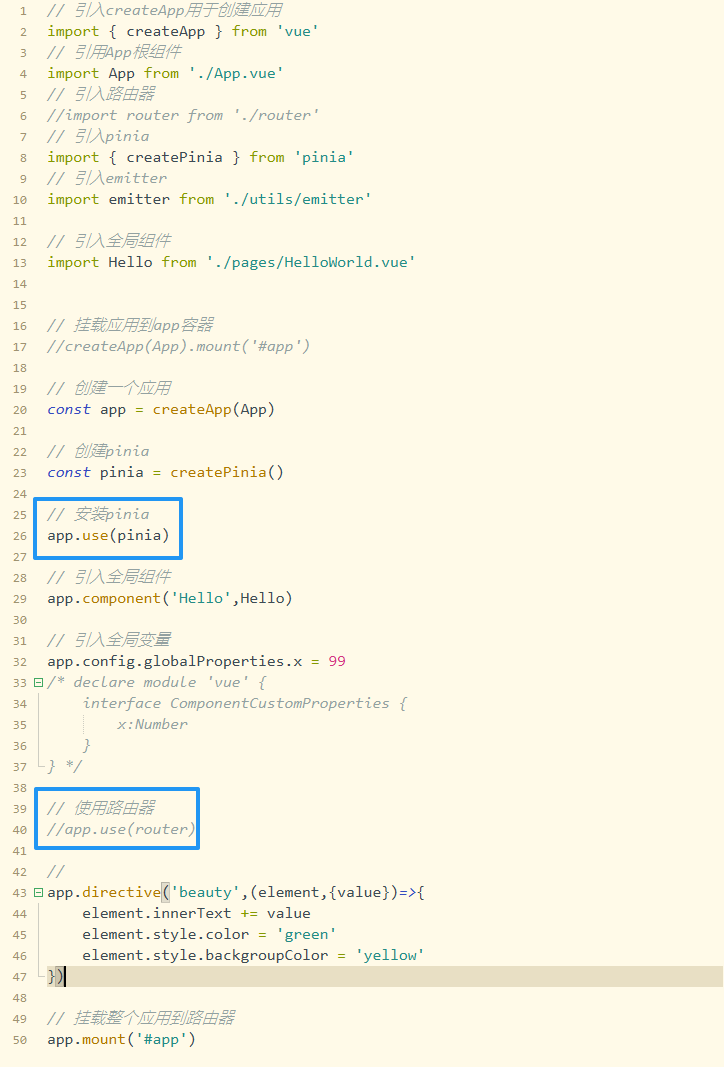 1 // 引入createApp用于创建应用
2 import { createApp } from 'vue'
3 // 引用App根组件
4 import App from './App.vue'
5 // 引入路由器
6 //import router from './router'
7 // 引入pinia
8 import { createPinia } from 'pinia'
9 // 引入emitter
10 import emitter from './utils/emitter'
11
12 // 引入全局组件
13 import Hello from './pages/HelloWorld.vue'
14
15
16 // 挂载应用到app容器
17 //createApp(App).mount('#app')
18
19 // 创建一个应用
20 const app = createApp(App)
21
22 // 创建pinia
23 const pinia = createPinia()
24
25 // 安装pinia
26 app.use(pinia)
27
28 // 引入全局组件
29 app.component('Hello',Hello)
30
31 // 引入全局变量
32 app.config.globalProperties.x = 99
33 /* declare module 'vue' {
34     interface ComponentCustomProperties {
35         x:Number
36     }
37 } */
38
39 // 使用路由器
40 //app.use(router)
41
42 //
43 app.directive('beauty',(element,{value})=>{
44     element.innerText += value
45     element.style.color = 'green'
46     element.style.backgroupColor = 'yellow'
47 })
48
49 // 挂载整个应用到路由器
50 app.mount('#app')